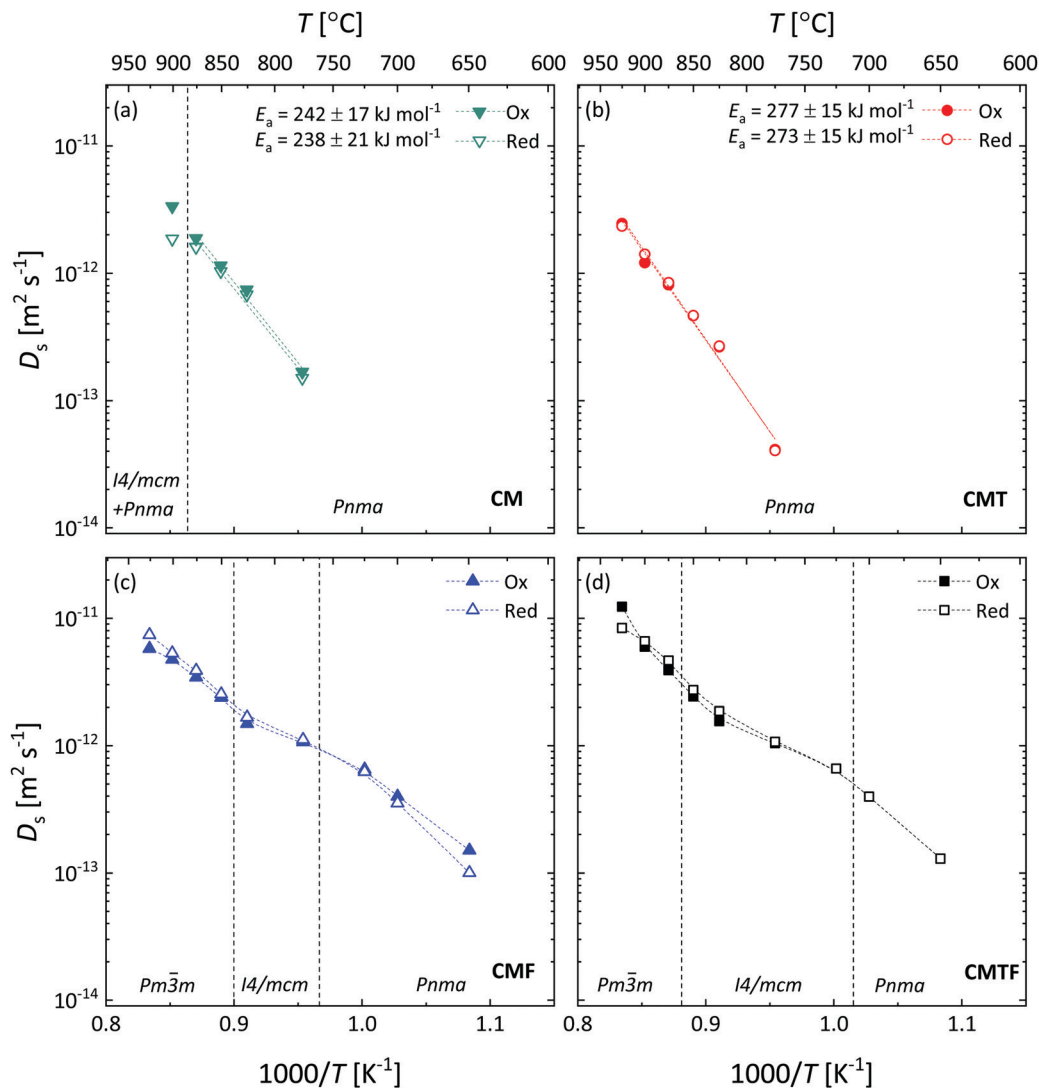 T [°C]
950 900 850 800 750 700 650 600
950 900 850 800 750 700 650 600
(a)
Eₐ = 242 ± 17 kJ mol⁻¹
Ox
Eₐ = 238 ± 21 kJ mol⁻¹
Red
I4/mcm
+Pnma
Pnma
CM
(b)
Eₐ = 277 ± 15 kJ mol⁻¹
Ox
Eₐ = 273 ± 15 kJ mol⁻¹
Red
Pnma
CMT
Dₛ [m² s⁻¹]
10⁻¹¹
10⁻¹²
10⁻¹³
10⁻¹⁴
(c)
Ox
Red
Pm3̅m
I4/mcm
Pnma
CMF
(d)
Ox
Red
Pm3̅m
I4/mcm
Pnma
CMTF
Dₛ [m² s⁻¹]
10⁻¹¹
10⁻¹²
10⁻¹³
10⁻¹⁴
0.8 0.9 1.0 1.1
0.8 0.9 1.0 1.1
1000/T [K⁻¹]
1000/T [K⁻¹]
T [°C]